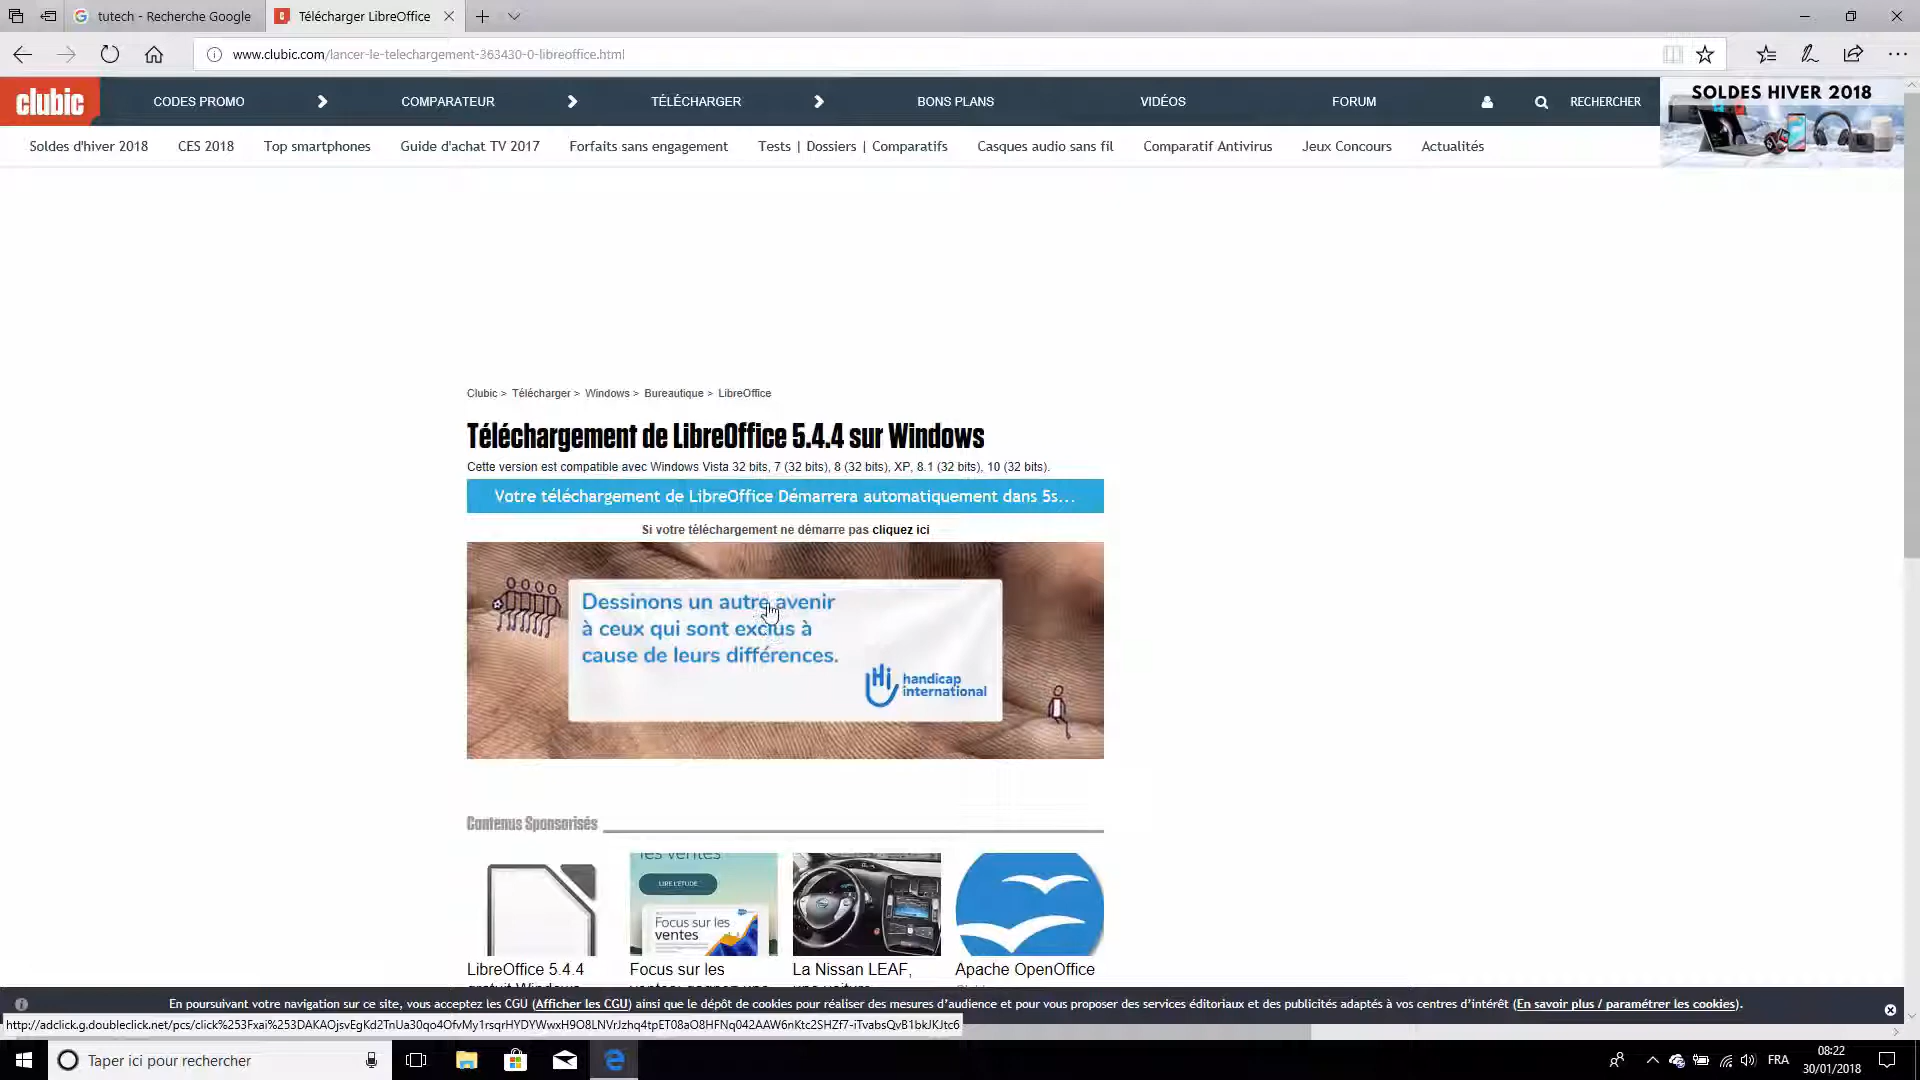 tutech - Recherche Google
Télécharger LibreOffice
www.clubic.com/lancer-le-telechargement-363430-0-libreoffice.html
clubic
CODES PROMO
COMPARATEUR
TÉLÉCHARGER
BONS PLANS
VIDÉOS
FORUM
RECHERCHER
SOLDES HIVER 2018
Soldes d'hiver 2018
CES 2018
Top smartphones
Guide d'achat TV 2017
Forfaits sans engagement
Tests | Dossiers | Comparatifs
Casques audio sans fil
Comparatif Antivirus
Jeux Concours
Actualités
Clubic > Télécharger > Windows > Bureautique > LibreOffice
Téléchargement de LibreOffice 5.4.4 sur Windows
Cette version est compatible avec Windows Vista 32 bits, 7 (32 bits), 8 (32 bits), XP, 8.1 (32 bits), 10 (32 bits).
Votre téléchargement de LibreOffice Démarrera automatiquement dans 5s...
Si votre téléchargement ne démarre pas cliquez ici
Dessinons un autre avenir
à ceux qui sont exclus à
cause de leurs différences.
handicap
international
Contenus Sponsorisés
les ventes
LIRE L'ÉTUDE
Focus sur les
ventes
LibreOffice 5.4.4
Focus sur les
La Nissan LEAF,
Apache OpenOffice
En poursuivant votre navigation sur ce site, vous acceptez les CGU (Afficher les CGU) ainsi que le dépôt de cookies pour réaliser des mesures d'audience et pour vous proposer des services éditoriaux et des publicités adaptés à vos centres d'intérêt (En savoir plus / paramétrer les cookies).
http://adclick.g.doubleclick.net/pcs/click%253Fxai%253DAKAOjsvEgKd2TnUa30qo4OfvMy1rsqrHYDYWwxH9O8LNVrJzhq4tpET08aO8HFNq042AAW6nKtc2SHZf7-iTvabsQvB1bkJKJtc6
Taper ici pour rechercher
FRA
08:22
30/01/2018